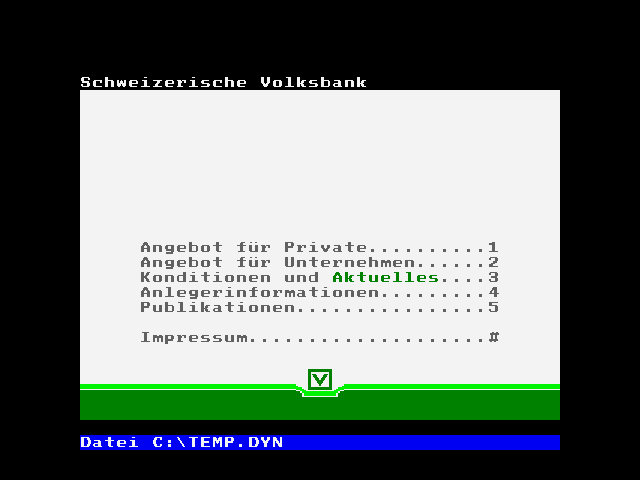 Schweizerische Volksbank
Angebot für Private..........1
Angebot für Unternehmen......2
Konditionen und Aktuelles....3
Anlegerinformationen.........4
Publikationen................5
Impressum....................#
V
Datei C:\TEMP.DYN